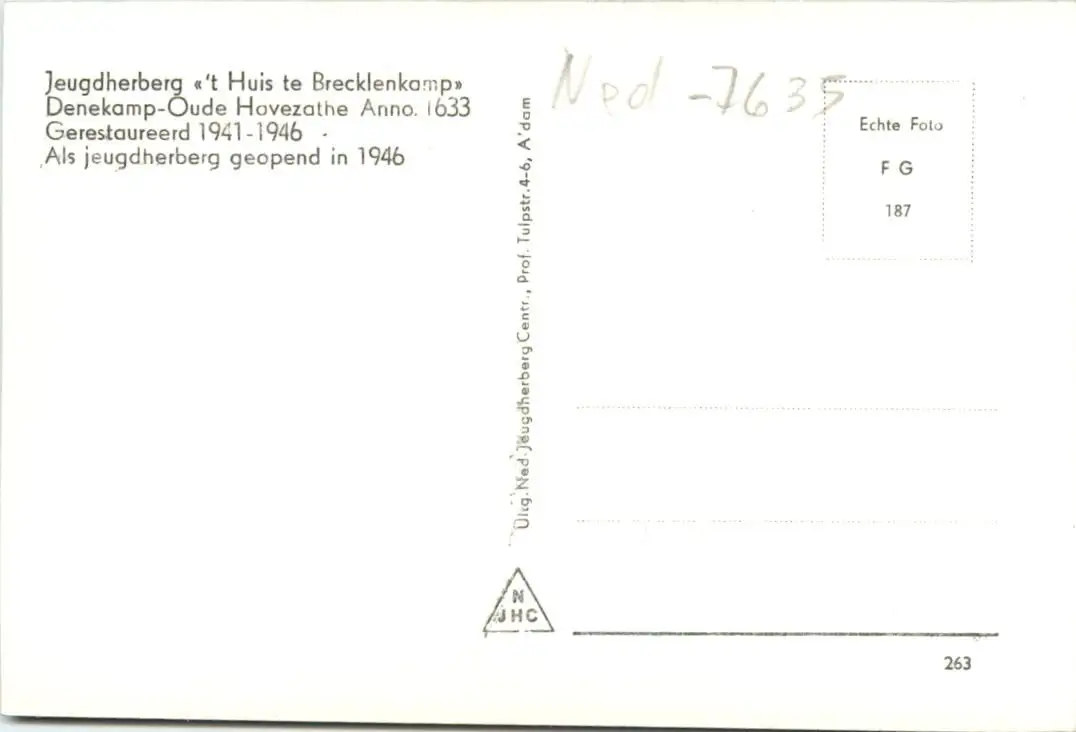 Jeugdherberg «'t Huis te Brecklenkamp»
Denekamp-Oude Havezathe Anno. 1633
Gerestaureerd 1941-1946
Als jeugdherberg geopend in 1946
Uitg. Ned. Jeugdherberg Centr., Prof. Tulpstr. 4-6, A'dam
N
JHC
Ned -7635
Echte Foto
F G
187
263